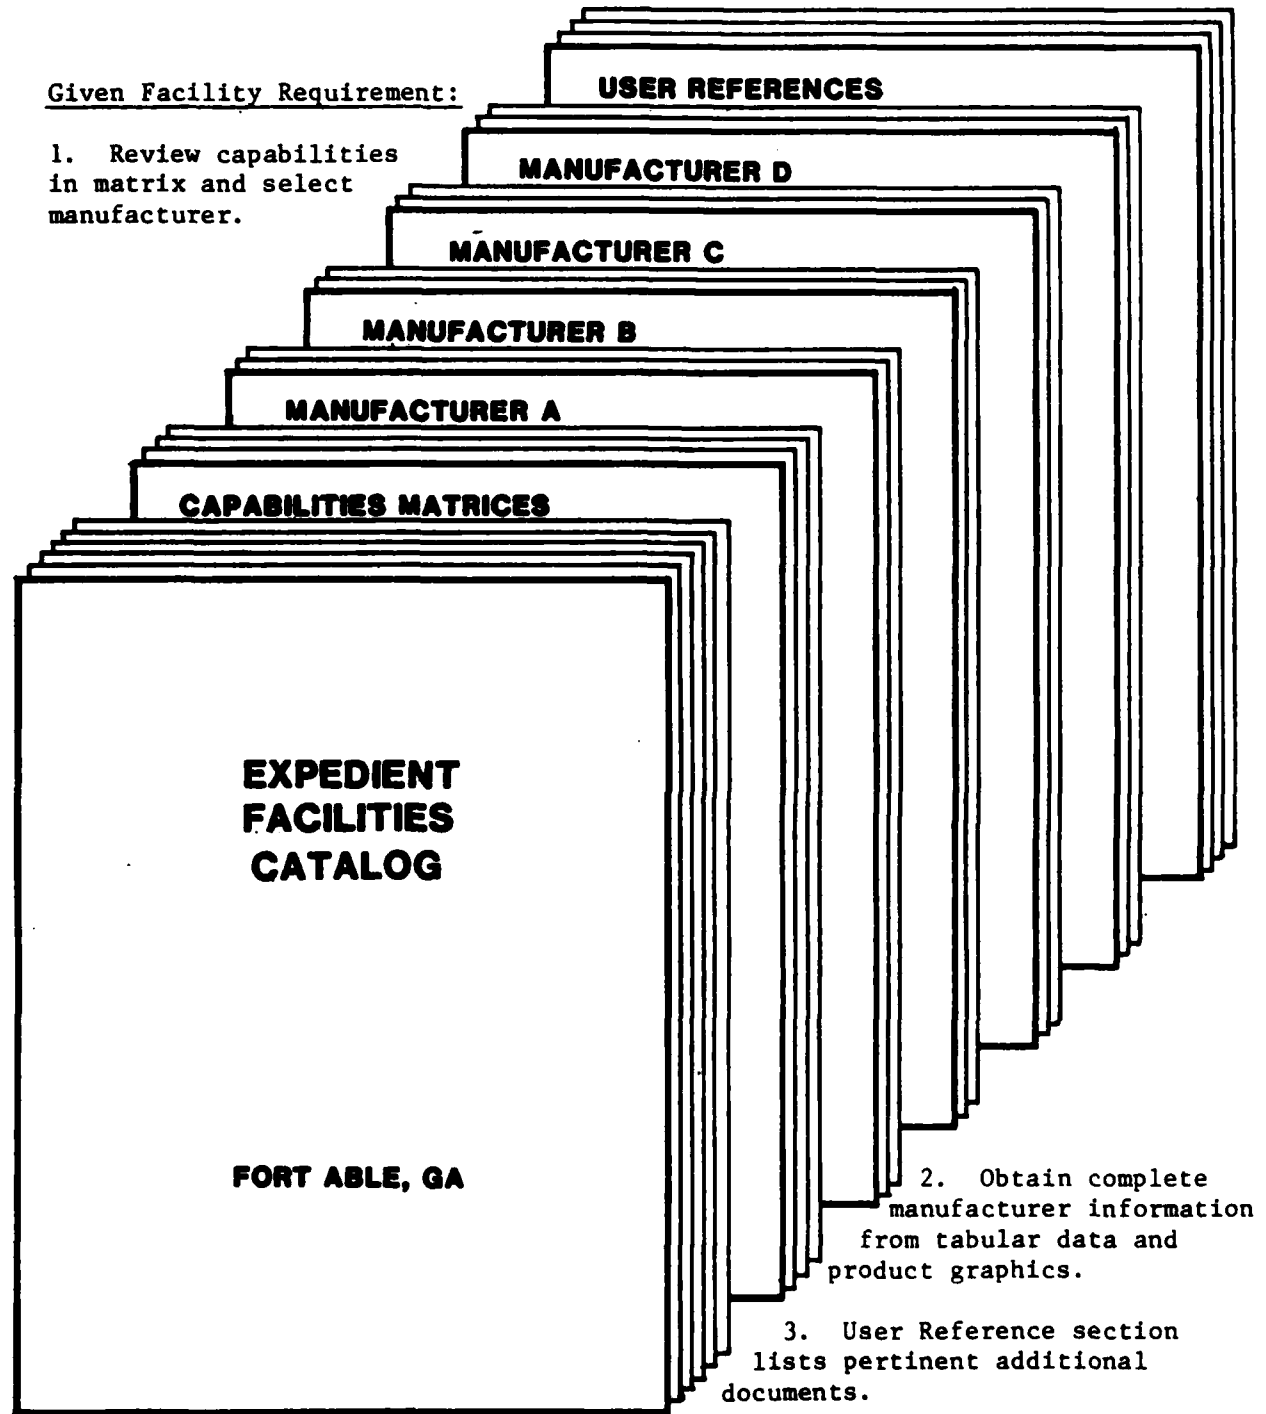 Given Facility Requirement:
1. Review capabilities
in matrix and select
manufacturer.
USER REFERENCES
MANUFACTURER D
MANUFACTURER C
MANUFACTURER B
MANUFACTURER A
CAPABILITIES MATRICES
EXPEDIENT
FACILITIES
CATALOG
FORT ABLE, GA
2. Obtain complete
manufacturer information
from tabular data and
product graphics.
3. User Reference section
lists pertinent additional
documents.